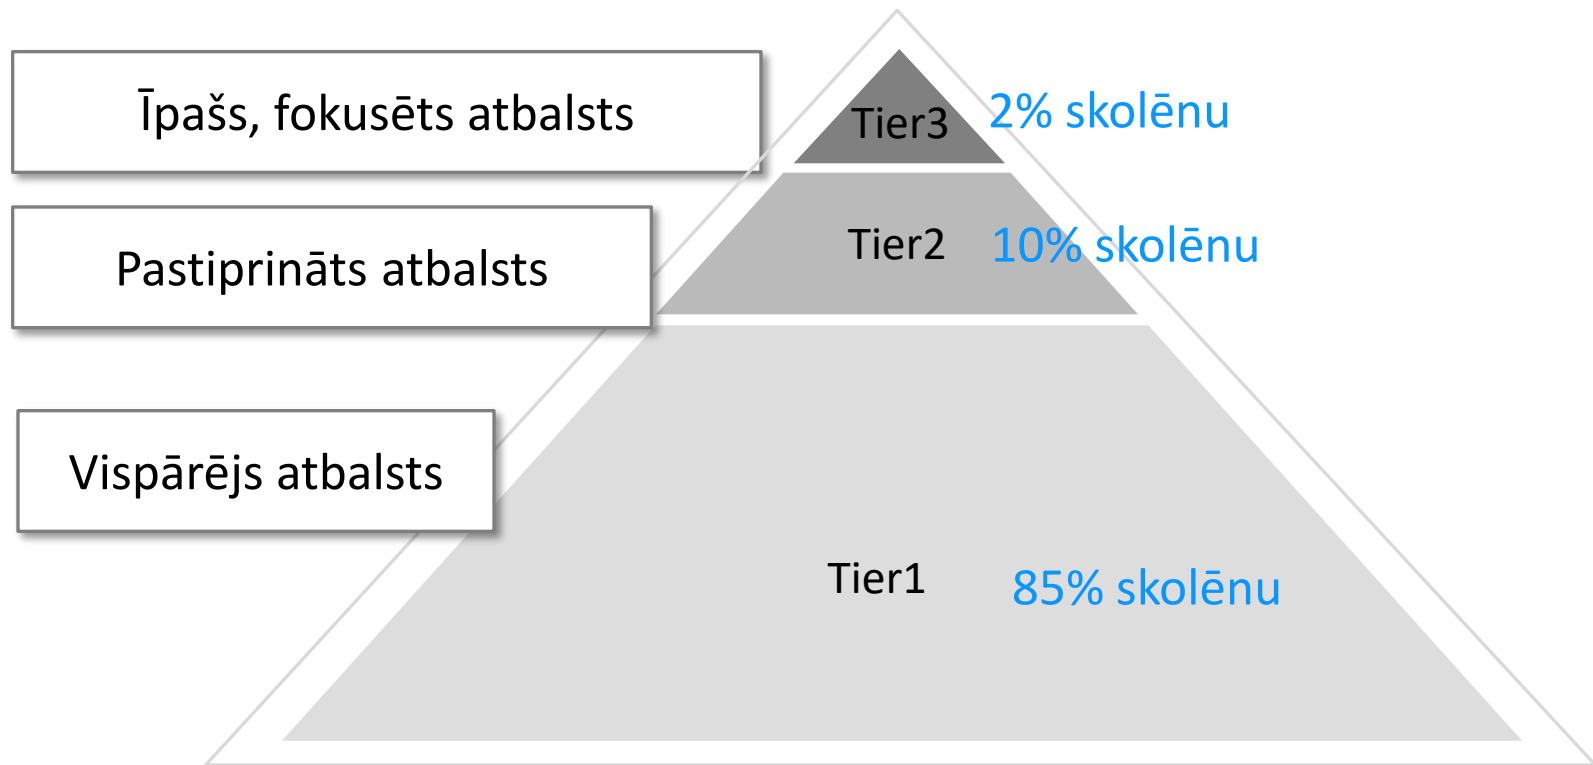 Īpašs, fokusēts atbalsts
Tier3
2% skolēnu
Pastiprināts atbalsts
Tier2
10% skolēnu
Vispārējs atbalsts
Tier1
85% skolēnu